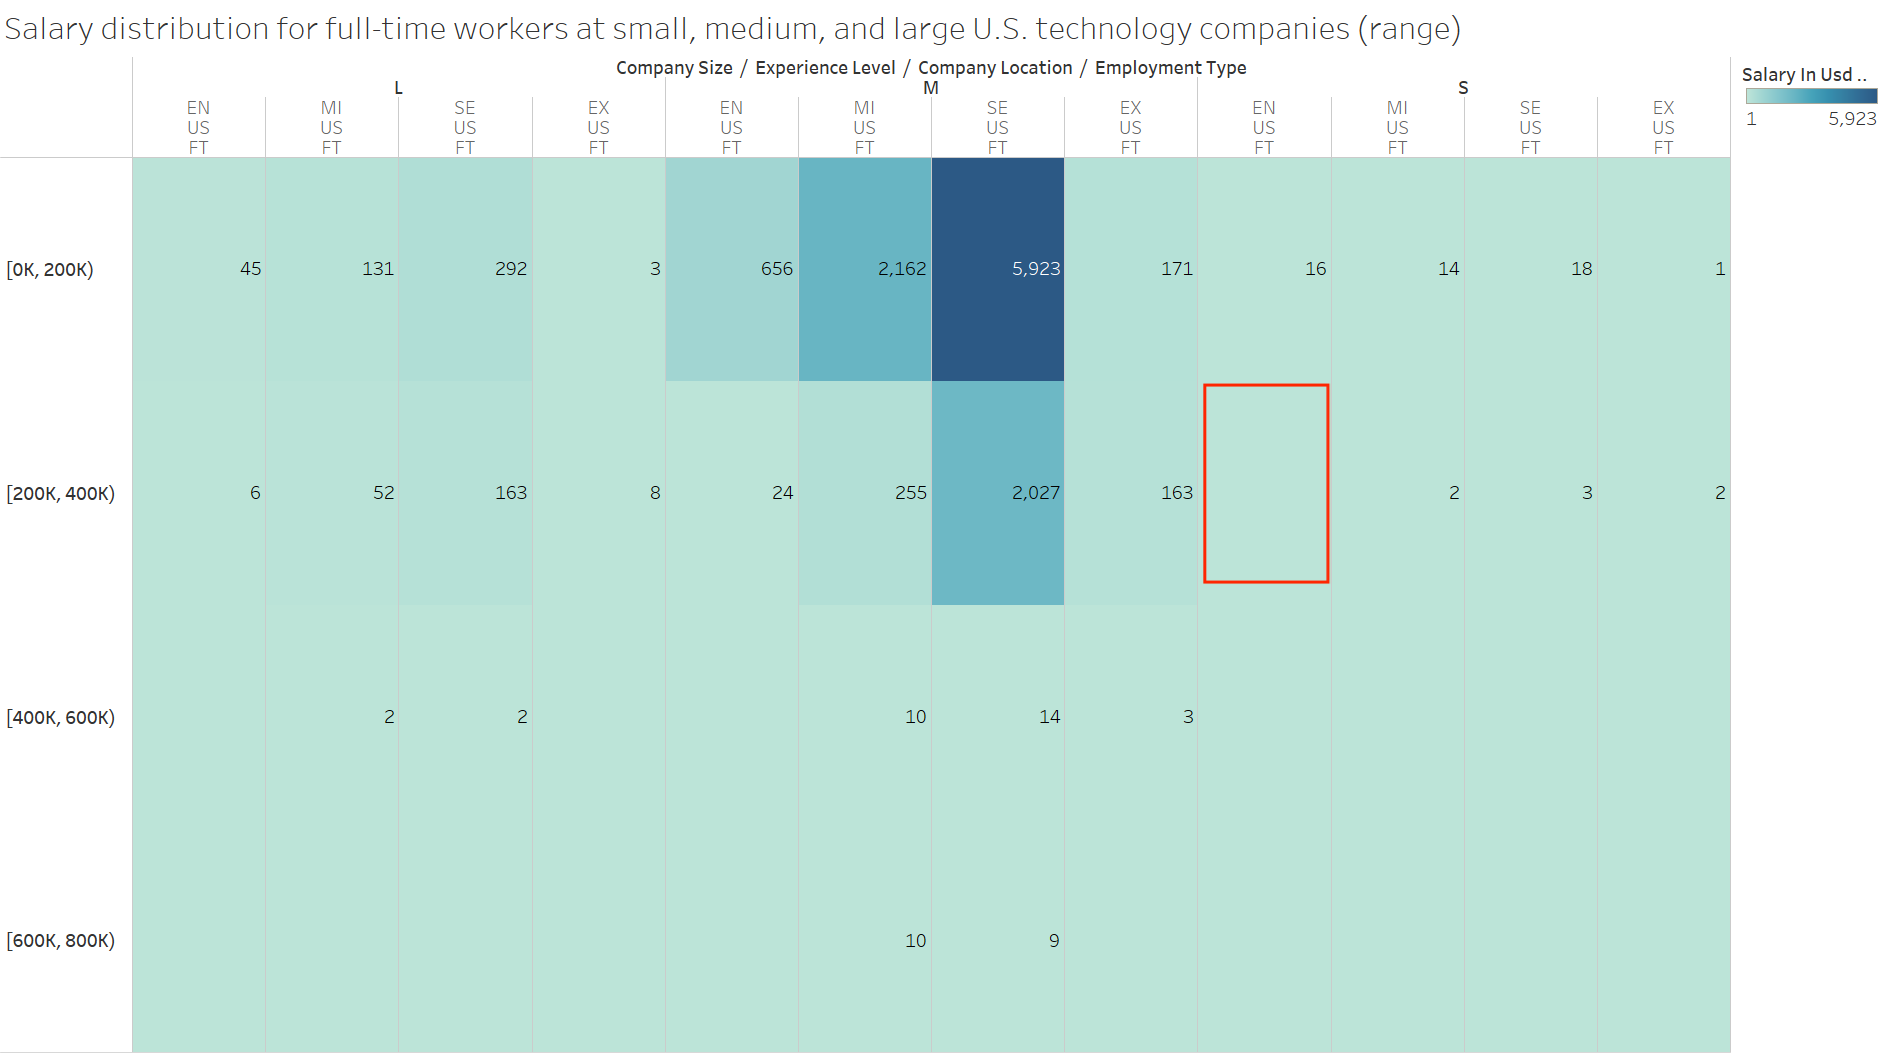 Salary distribution for full-time workers at small, medium, and large U.S. technology companies (range)
Company Size / Experience Level / Company Location / Employment Type
Salary In Usd ..
1 5,923
L M S
EN MI SE EX EN MI SE EX EN MI SE EX
US US US US US US US US US US US US
FT FT FT FT FT FT FT FT FT FT FT FT
[0K, 200K) 45 131 292 3 656 2,162 5,923 171 16 14 18 1
[200K, 400K) 6 52 163 8 24 255 2,027 163 2 3 2
[400K, 600K) 2 2 10 14 3
[600K, 800K) 10 9